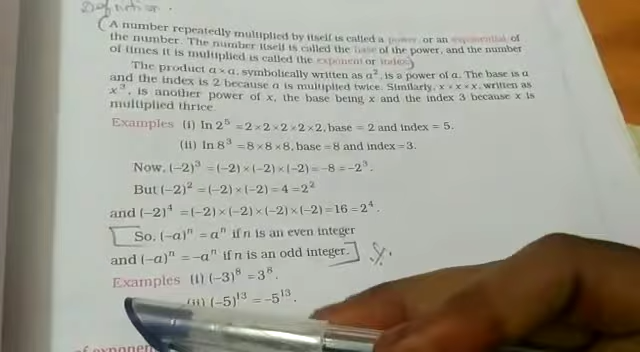 Definition.
(A number repeatedly multiplied by itself is called a power or an exponential of
the number. The number itself is called the base of the power, and the number
of times it is multiplied is called the exponent or index)
The product a × a, symbolically written as a², is a power of a. The base is a
and the index is 2 because a is multiplied twice. Similarly, x × x × x, written as
x³, is another power of x, the base being x and the index 3 because x is
multiplied thrice.
Examples (i) In 2⁵ = 2 × 2 × 2 × 2 × 2, base = 2 and index = 5.
(ii) In 8³ = 8 × 8 × 8, base = 8 and index = 3.
Now, (−2)³ = (−2) × (−2) × (−2) = −8 = −2³.
But (−2)² = (−2) × (−2) = 4 = 2²
and (−2)⁴ = (−2) × (−2) × (−2) × (−2) = 16 = 2⁴.
So, (−a)ⁿ = aⁿ if n is an even integer
and (−a)ⁿ = −aⁿ if n is an odd integer.
Examples (i) (−3)⁸ = 3⁸.
(ii) (−5)¹³ = −5¹³.
of exponen